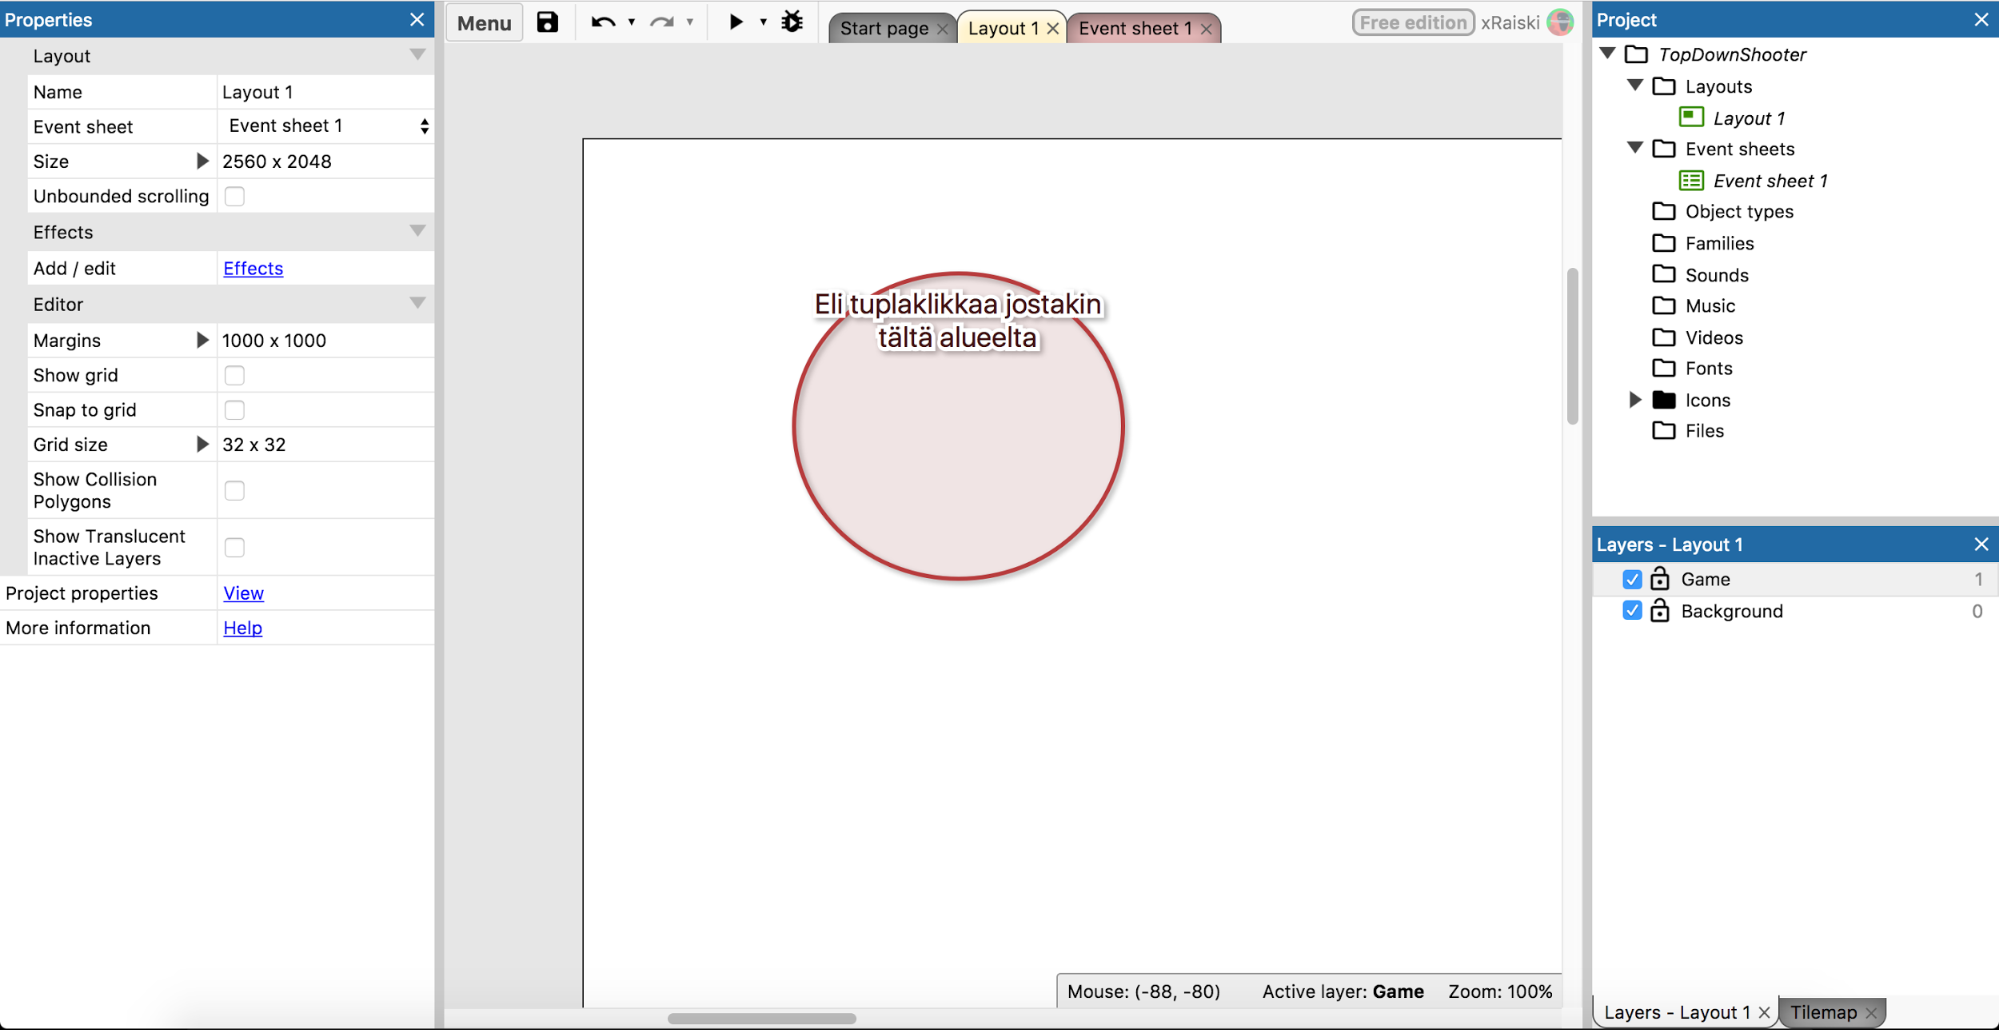 Properties
Layout
Name Layout 1
Event sheet Event sheet 1
Size 2560 x 2048
Unbounded scrolling
Effects
Add / edit Effects
Editor
Margins 1000 x 1000
Show grid
Snap to grid
Grid size 32 x 32
Show Collision
Polygons
Show Translucent
Inactive Layers
Project properties View
More information Help
Menu
Start page
Layout 1
Event sheet 1
Free edition xRaiski
Eli tuplaklikkaa jostakin
tältä alueelta
Mouse: (-88, -80) Active layer: Game Zoom: 100%
Project
TopDownShooter
Layouts
Layout 1
Event sheets
Event sheet 1
Object types
Families
Sounds
Music
Videos
Fonts
Icons
Files
Layers - Layout 1
Game 1
Background 0
Layers - Layout 1
Tilemap